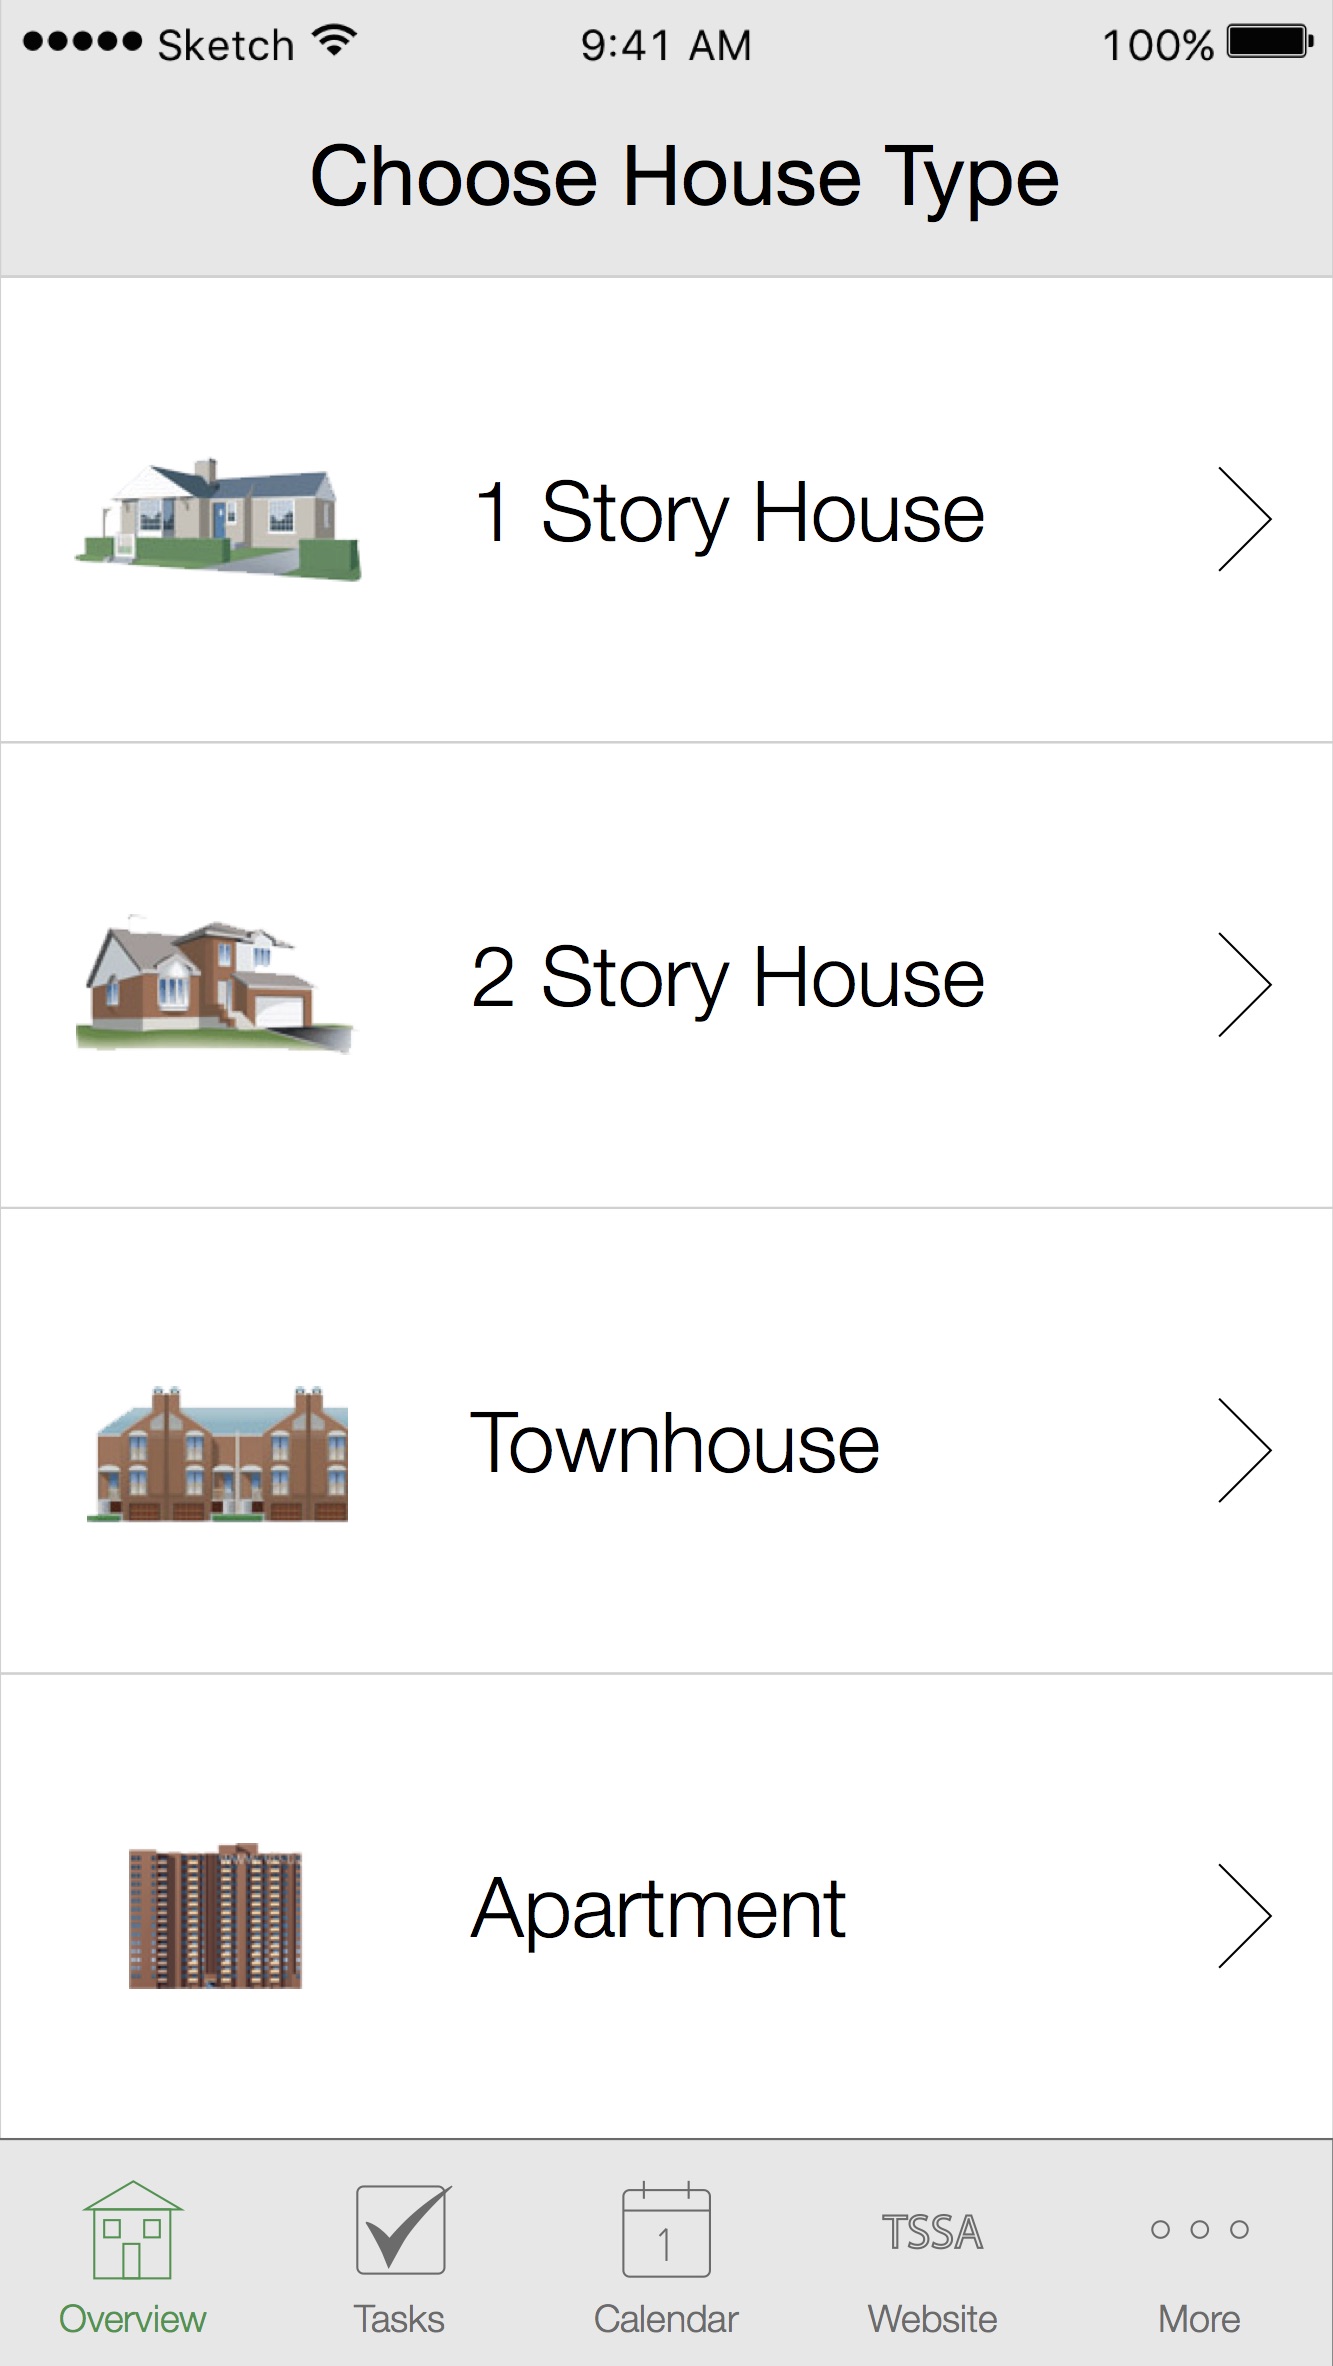 Sketch 9:41 AM 100%
Choose House Type
1 Story House
2 Story House
Townhouse
Apartment
1 TSSA
Overview Tasks Calendar Website More